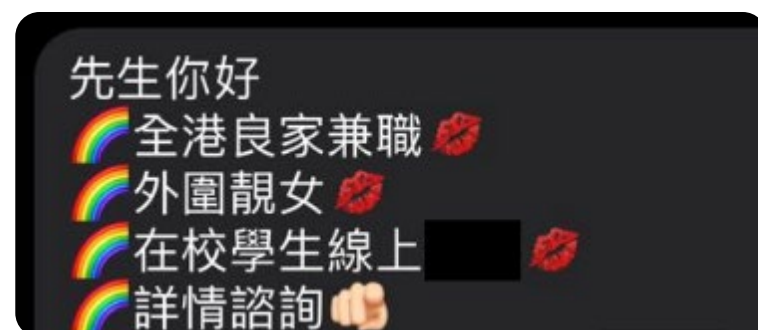 先生你好
🌈全港良家兼職💋
🌈外圍靚女💋
🌈在校學生線上💋
🌈詳情諮詢🫵🏻